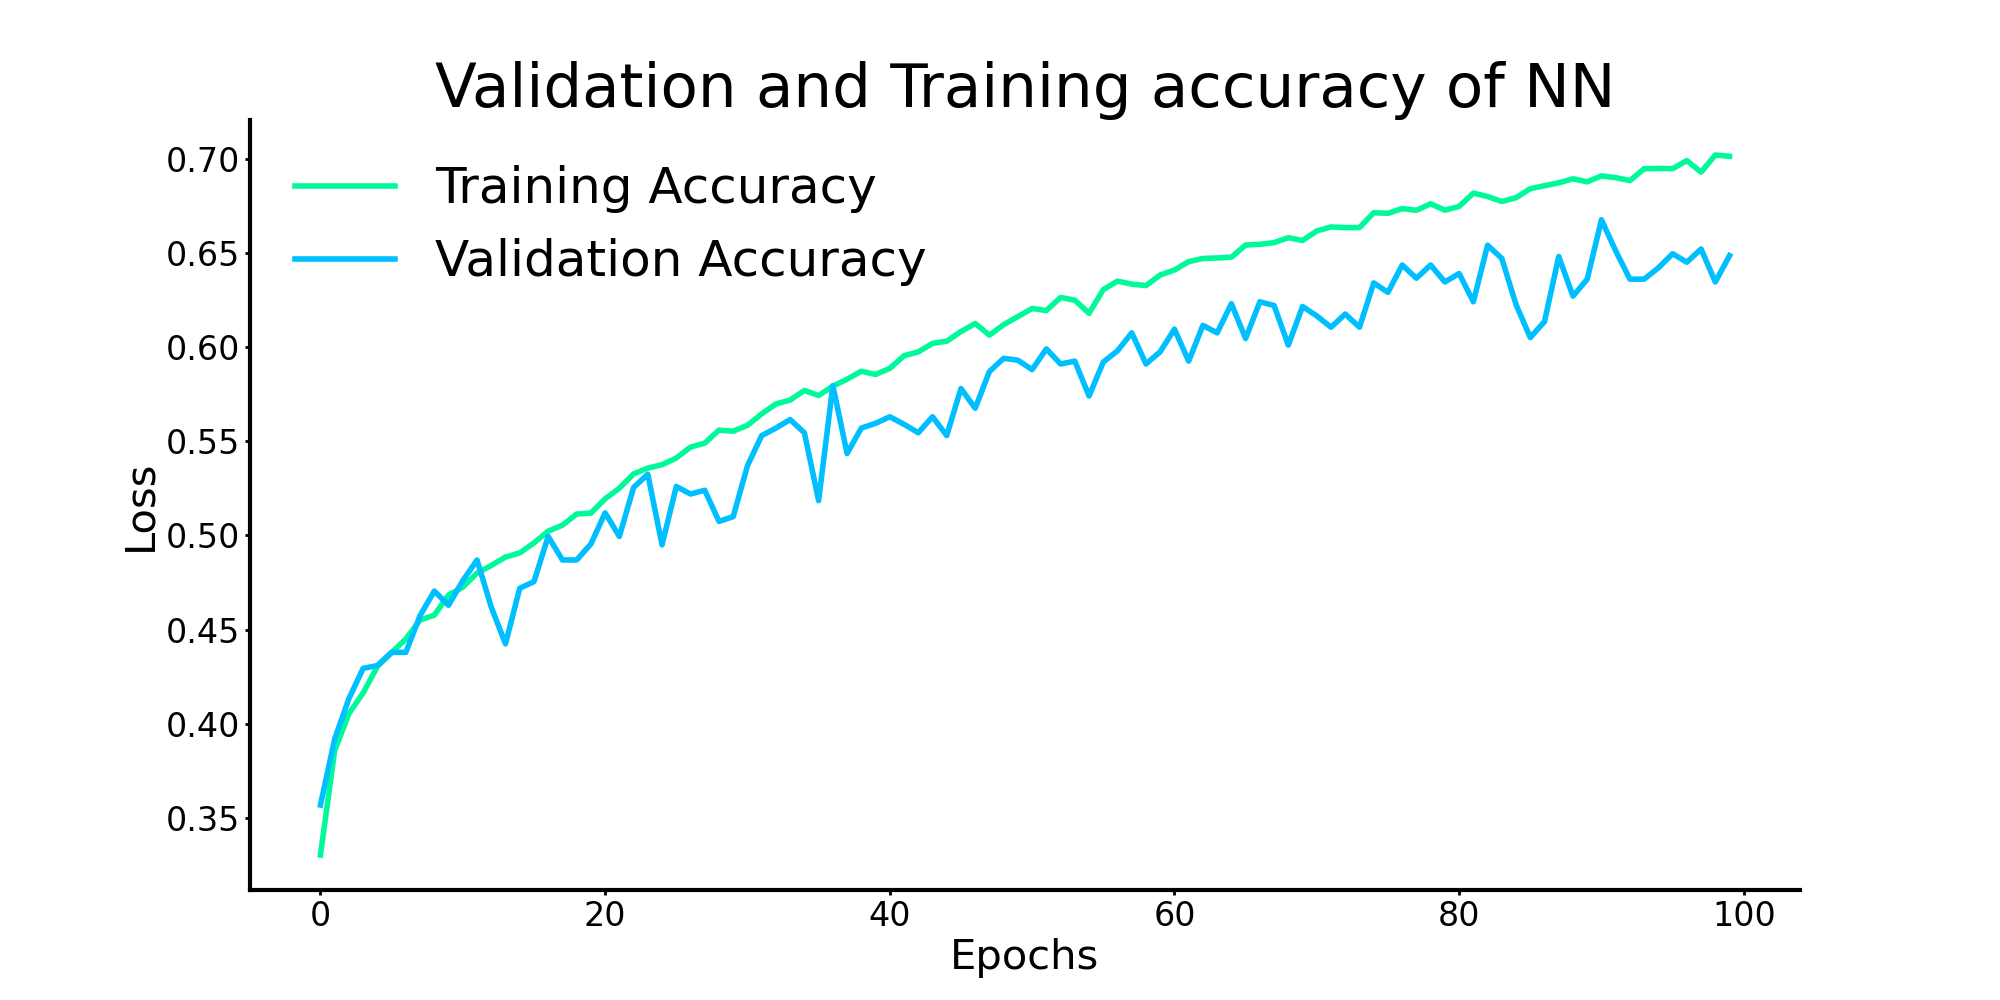 Validation and Training accuracy of NN
Training Accuracy
Validation Accuracy
0.70
0.65
0.60
0.55
0.50
0.45
0.40
0.35
Loss
0 20 40 60 80 100
Epochs